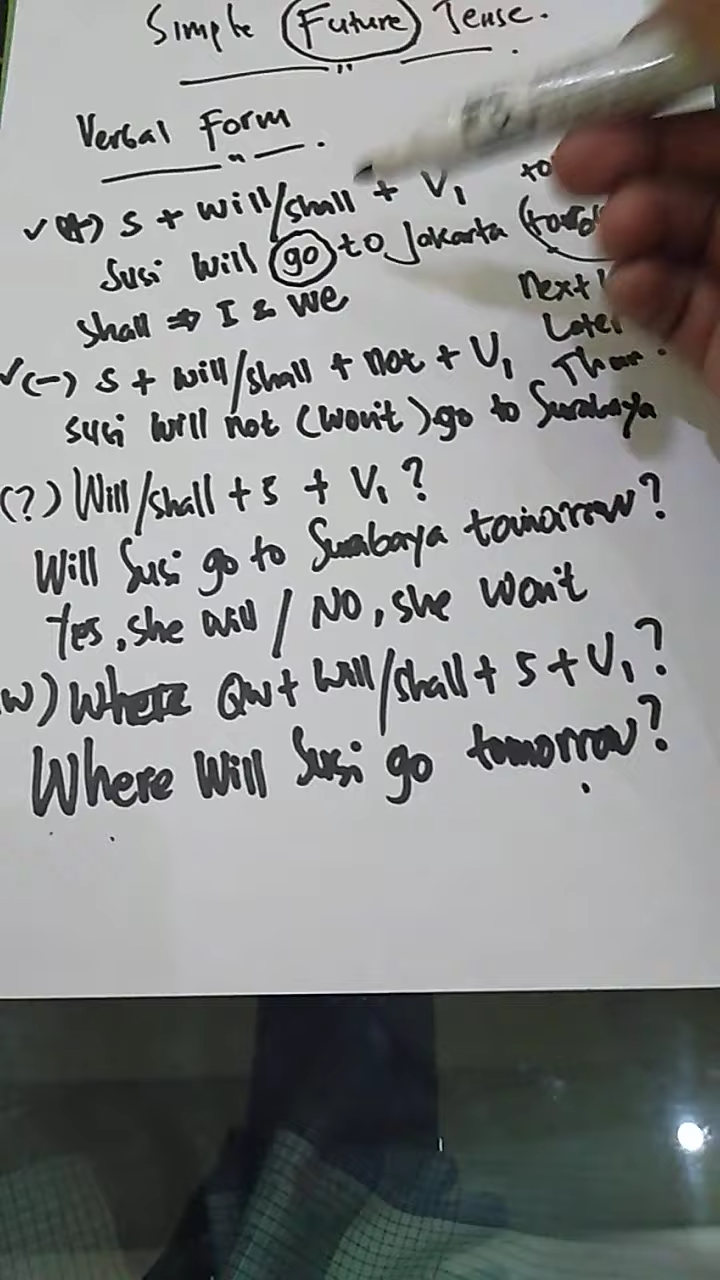 Simple Future Tense.
Verbal Form
✓ (+) S + will/shall + V1
Susi will go to Jakarta
shall ⇒ I & We
Next
Later
✓ (-) S + will/shall + not + V1
Susi will not (won't) go to Surabaya
(?) Will/shall + S + V1?
Will Susi go to Surabaya tomorrow?
Yes, she will / No, she won't
W) Where Qw + will/shall + S + V1?
Where will Susi go tomorrow?